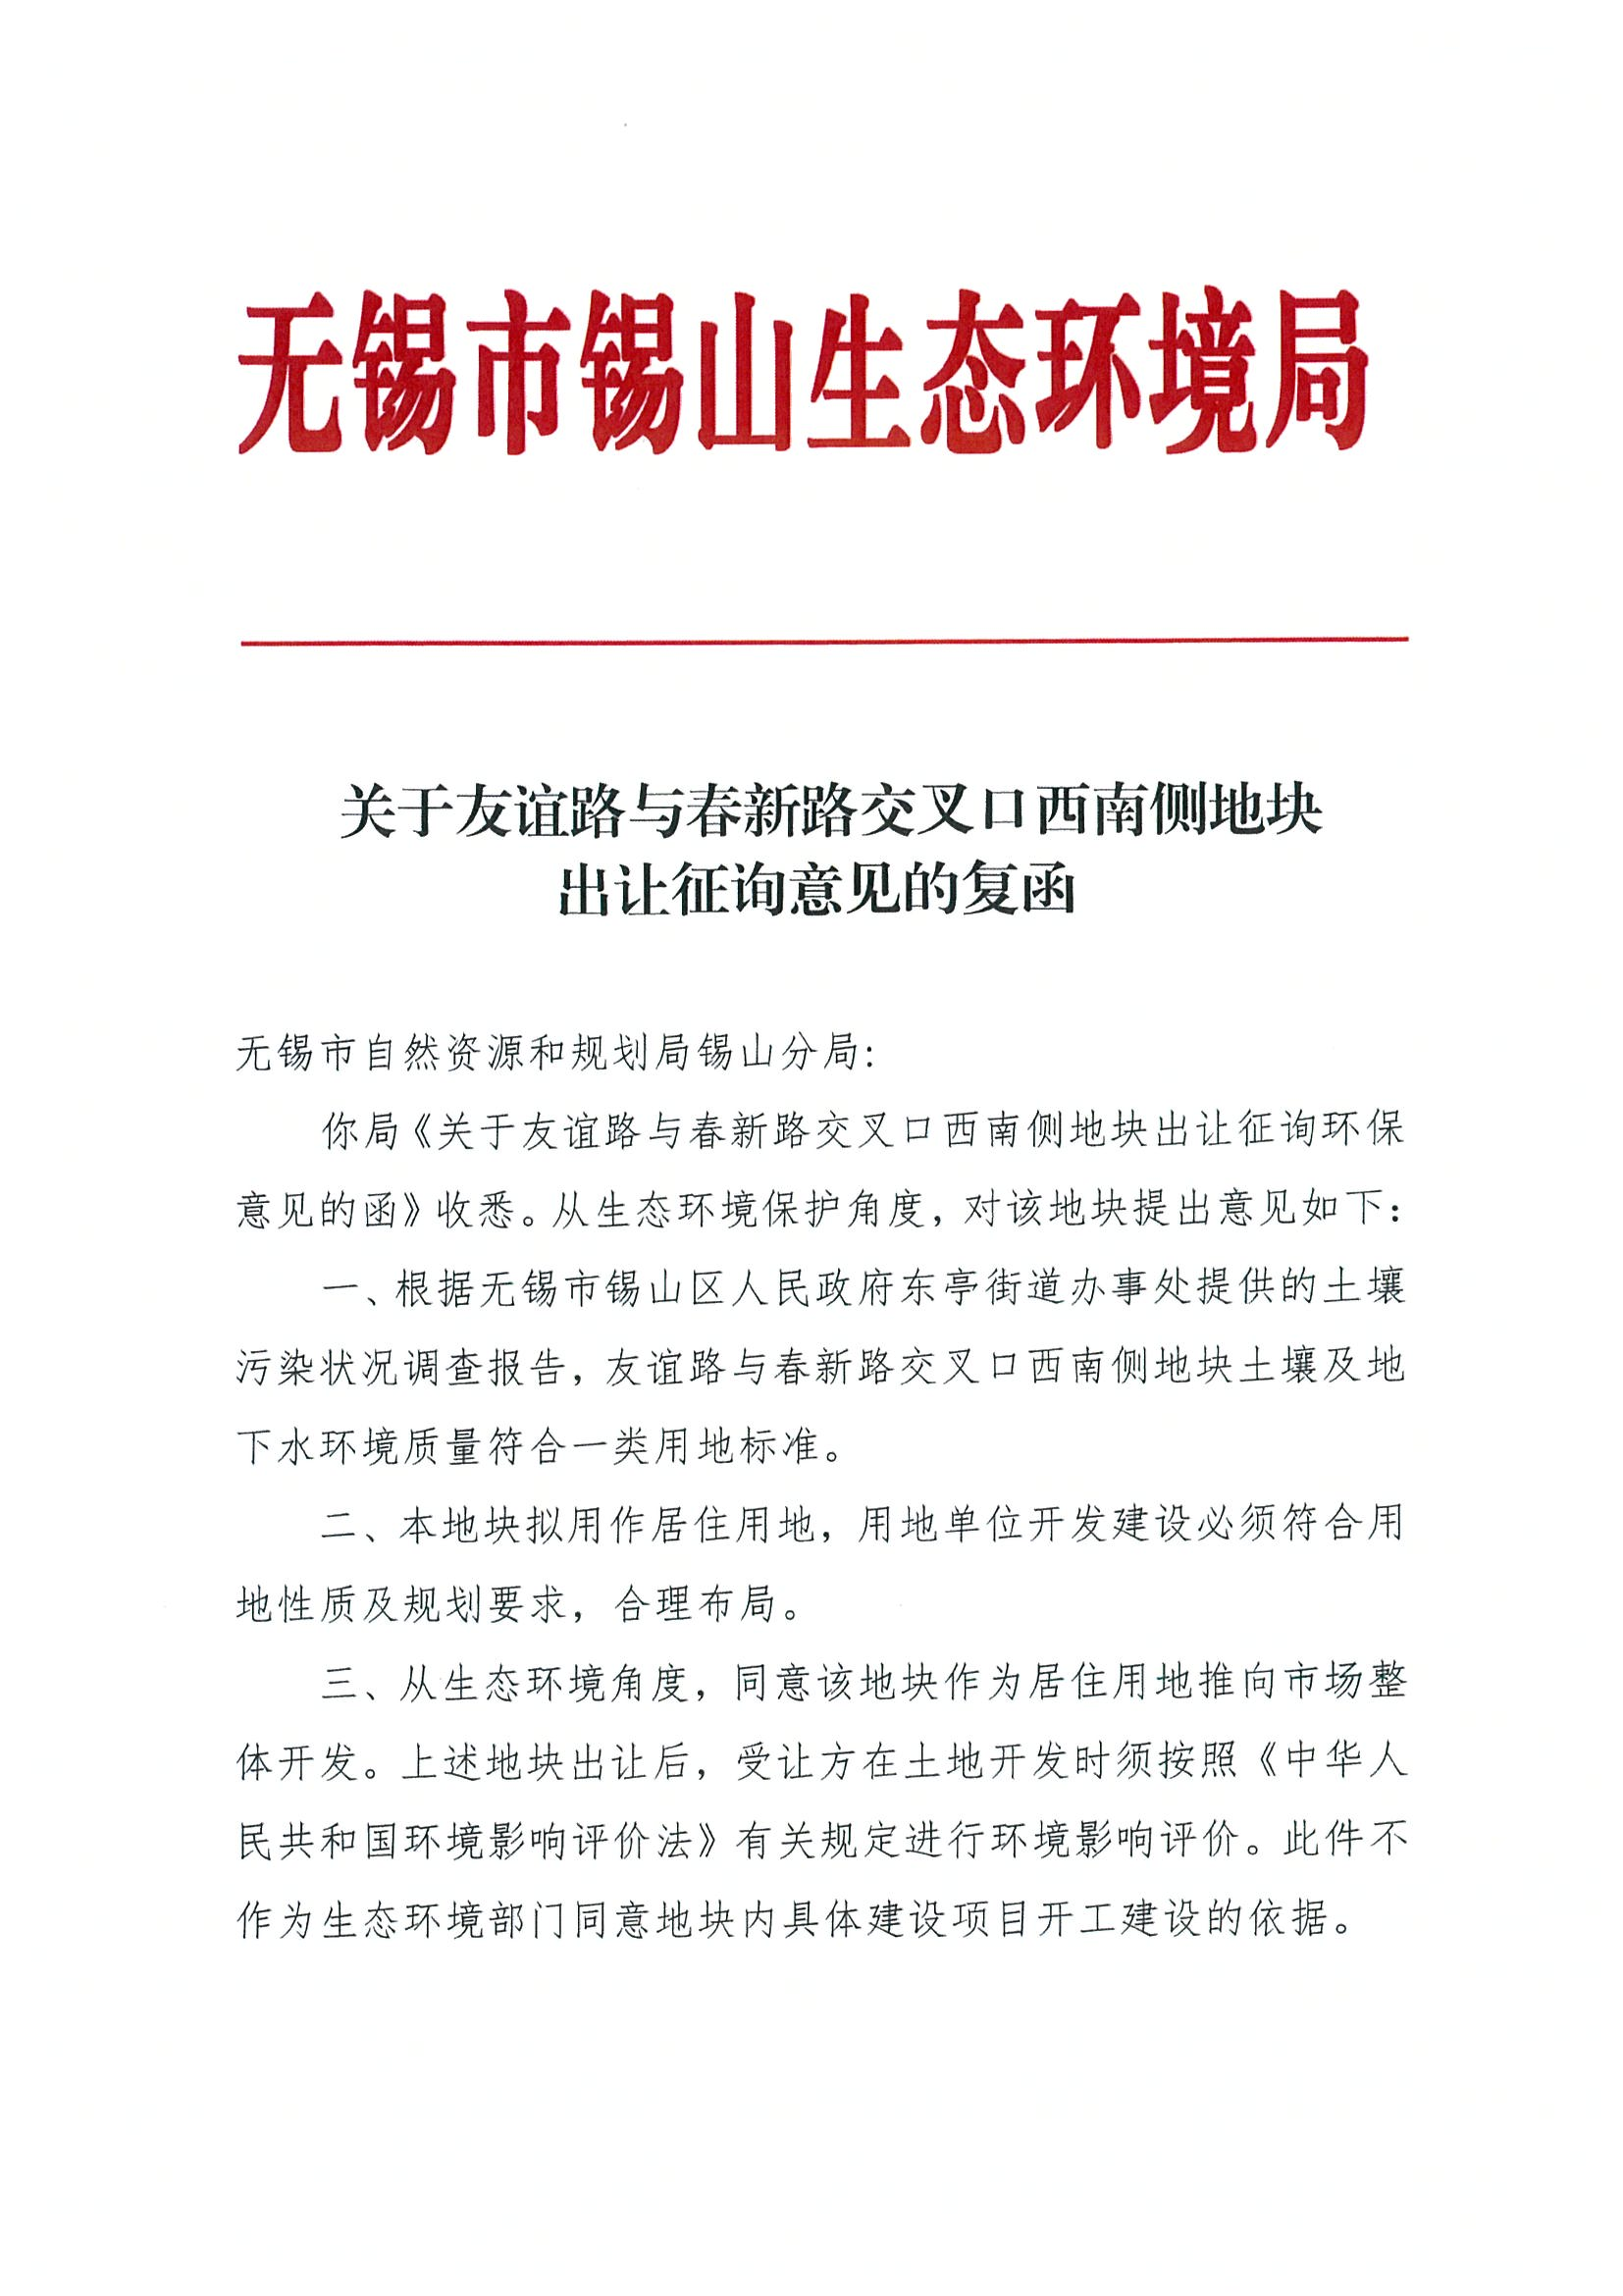 无锡市锡山生态环境局
关于友谊路与春新路交叉口西南侧地块
出让征询意见的复函
无锡市自然资源和规划局锡山分局：
你局《关于友谊路与春新路交叉口西南侧地块出让征询环保
意见的函》收悉。从生态环境保护角度，对该地块提出意见如下：
一、根据无锡市锡山区人民政府东亭街道办事处提供的土壤
污染状况调查报告，友谊路与春新路交叉口西南侧地块土壤及地
下水环境质量符合一类用地标准。
二、本地块拟用作居住用地，用地单位开发建设必须符合用
地性质及规划要求，合理布局。
三、从生态环境角度，同意该地块作为居住用地推向市场整
体开发。上述地块出让后，受让方在土地开发时须按照《中华人
民共和国环境影响评价法》有关规定进行环境影响评价。此件不
作为生态环境部门同意地块内具体建设项目开工建设的依据。